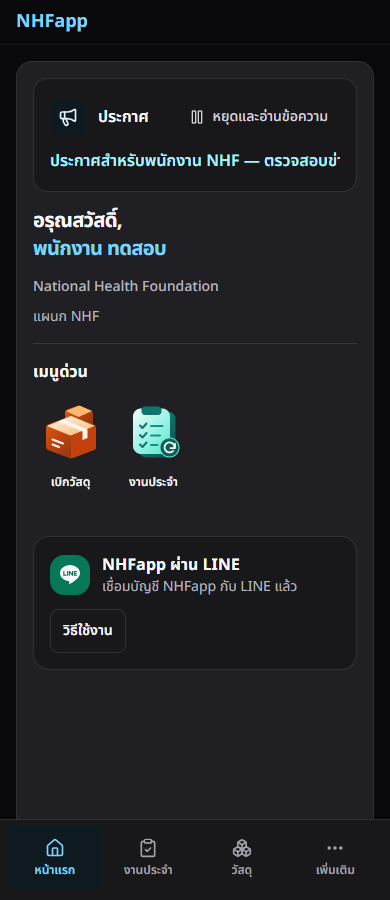 NHFapp
ประกาศ
หยุดและอ่านข้อความ
ประกาศสำหรับพนักงาน NHF — ตรวจสอบ
อรุณสวัสดิ์,
พนักงาน ทดสอบ
National Health Foundation
แผนก NHF
เมนูด่วน
เบิกวัสดุ
งานประจำ
LINE
NHFapp ผ่าน LINE
เชื่อมบัญชี NHFapp กับ LINE แล้ว
วิธีใช้งาน
หน้าแรก
งานประจำ
วัสดุ
เพิ่มเติม